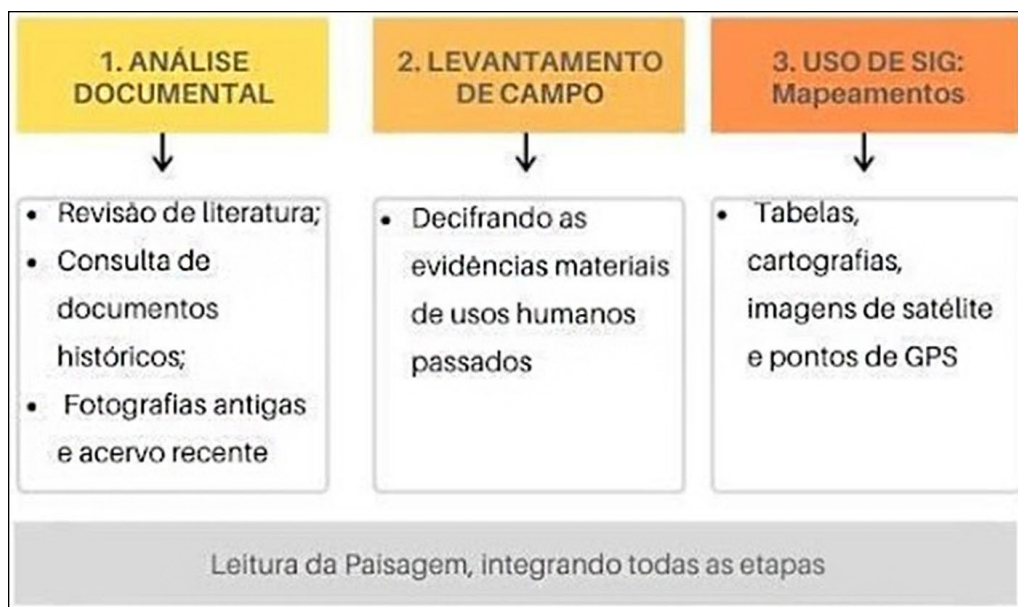 1. ANÁLISE
DOCUMENTAL
• Revisão de literatura;
• Consulta de
documentos
históricos;
• Fotografias antigas
e acervo recente
2. LEVANTAMENTO
DE CAMPO
• Decifrando as
evidências materiais
de usos humanos
passados
3. USO DE SIG:
Mapeamentos
• Tabelas,
cartografias,
imagens de satélite
e pontos de GPS
Leitura da Paisagem, integrando todas as etapas